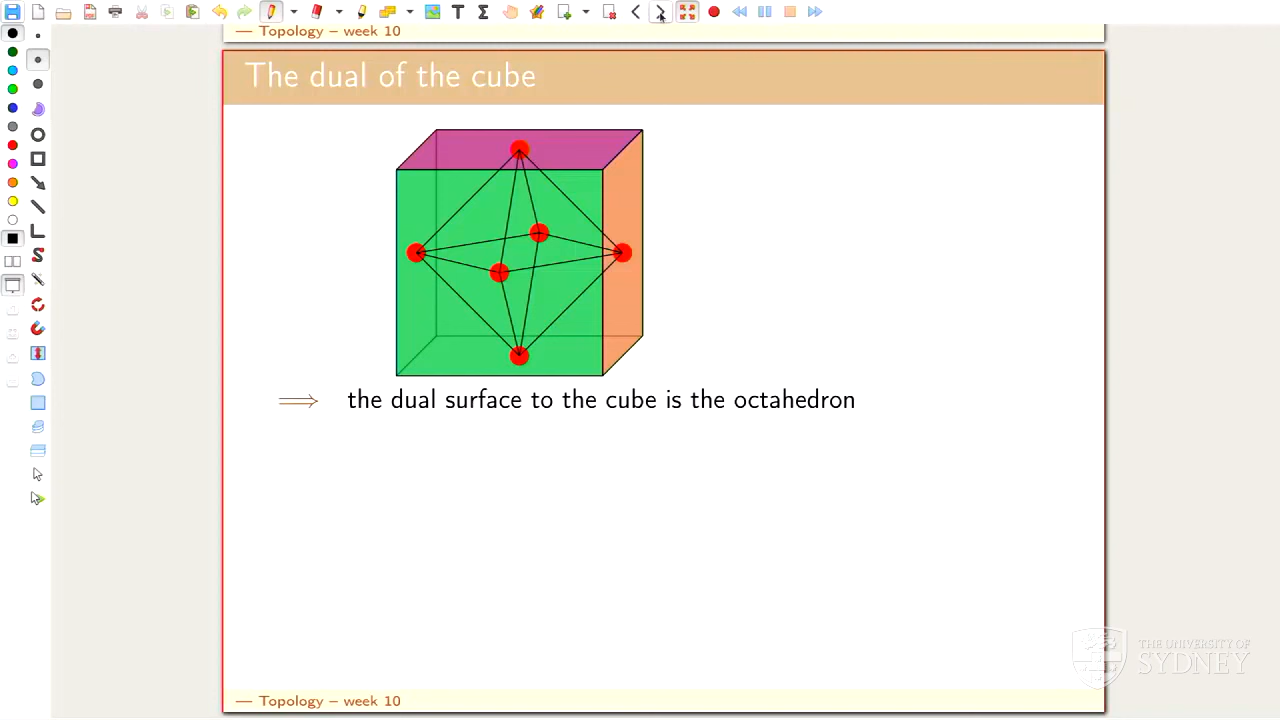 — Topology – week 10
The dual of the cube
⟹ the dual surface to the cube is the octahedron
THE UNIVERSITY OF
SYDNEY
— Topology – week 10